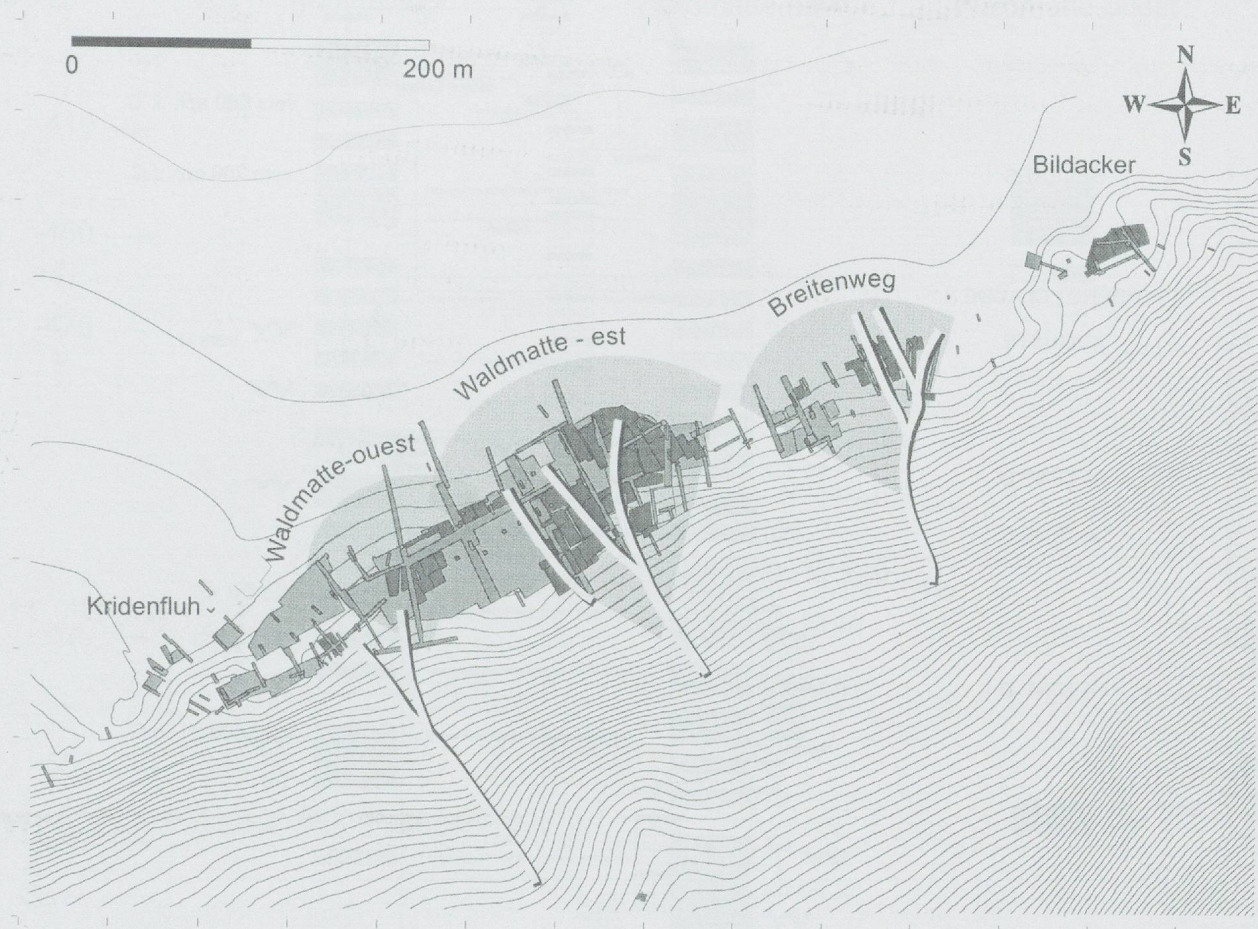 0
200 m
N
W E
S
Bildacker
Breitenweg
Waldmatte - est
Waldmatte-ouest
Kridenfluh